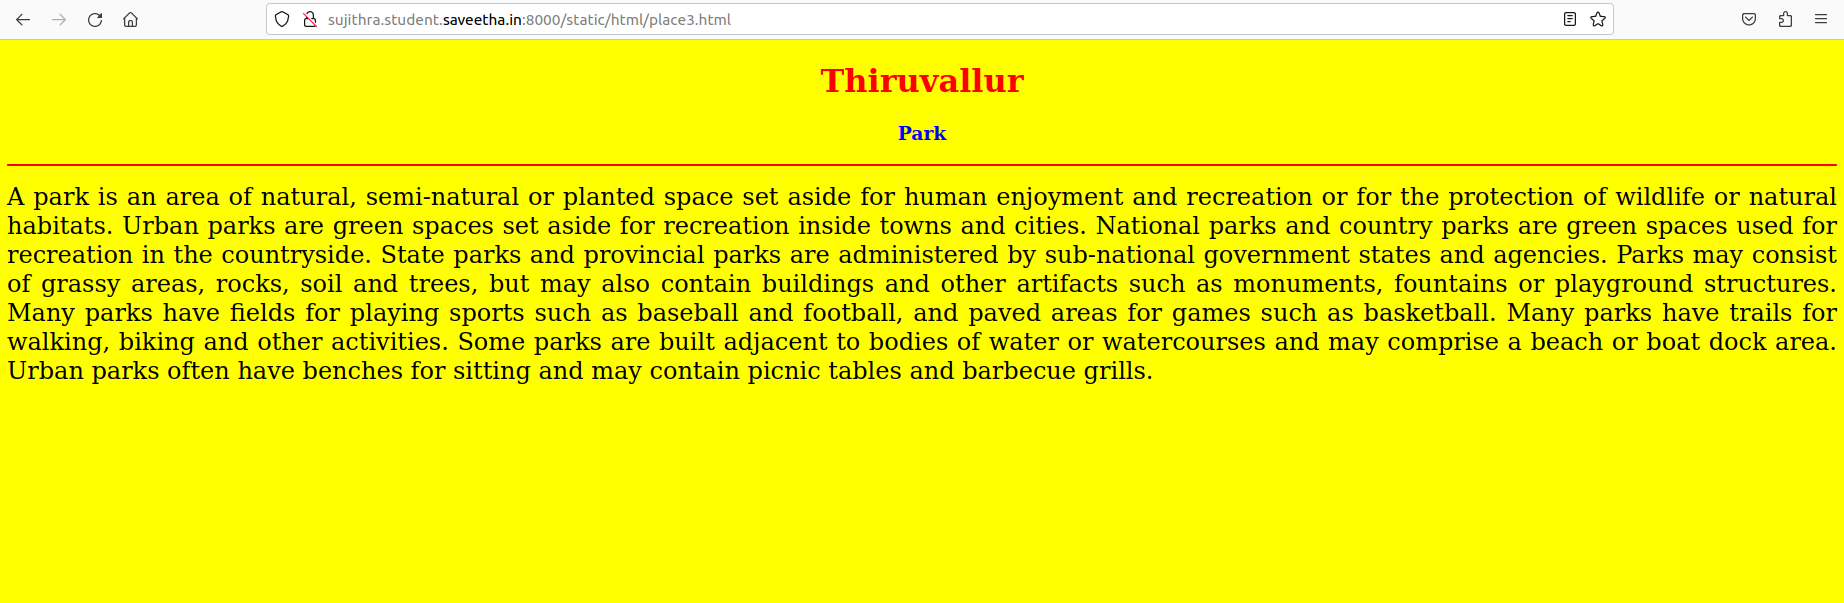 sujithra.student.saveetha.in:8000/static/html/place3.html
Thiruvallur
Park
A park is an area of natural, semi-natural or planted space set aside for human enjoyment and recreation or for the protection of wildlife or natural
habitats. Urban parks are green spaces set aside for recreation inside towns and cities. National parks and country parks are green spaces used for
recreation in the countryside. State parks and provincial parks are administered by sub-national government states and agencies. Parks may consist
of grassy areas, rocks, soil and trees, but may also contain buildings and other artifacts such as monuments, fountains or playground structures.
Many parks have fields for playing sports such as baseball and football, and paved areas for games such as basketball. Many parks have trails for
walking, biking and other activities. Some parks are built adjacent to bodies of water or watercourses and may comprise a beach or boat dock area.
Urban parks often have benches for sitting and may contain picnic tables and barbecue grills.